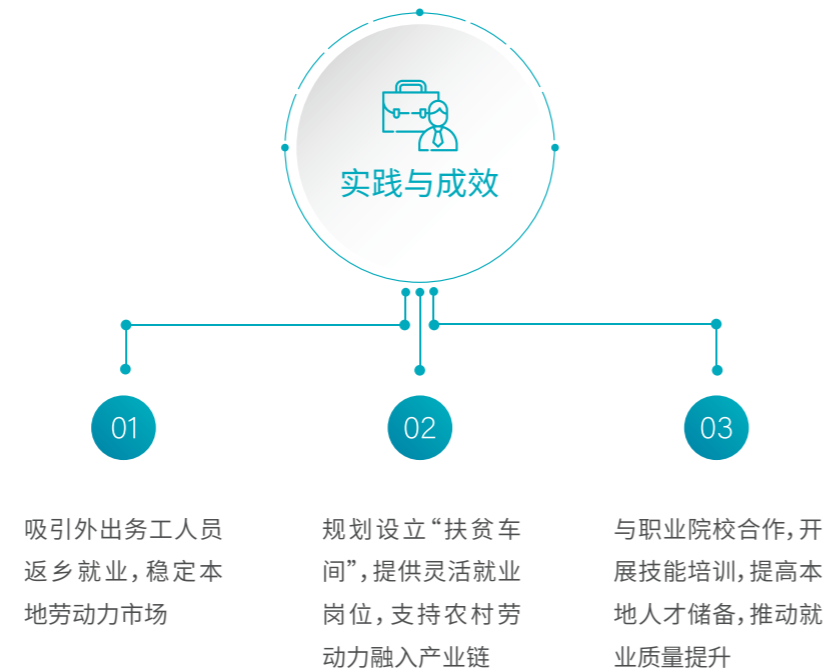 实践与成效
01
吸引外出务工人员
返乡就业，稳定本
地劳动力市场
02
规划设立“扶贫车
间”，提供灵活就业
岗位，支持农村劳
动力融入产业链
03
与职业院校合作，开
展技能培训，提高本
地人才储备，推动就
业质量提升